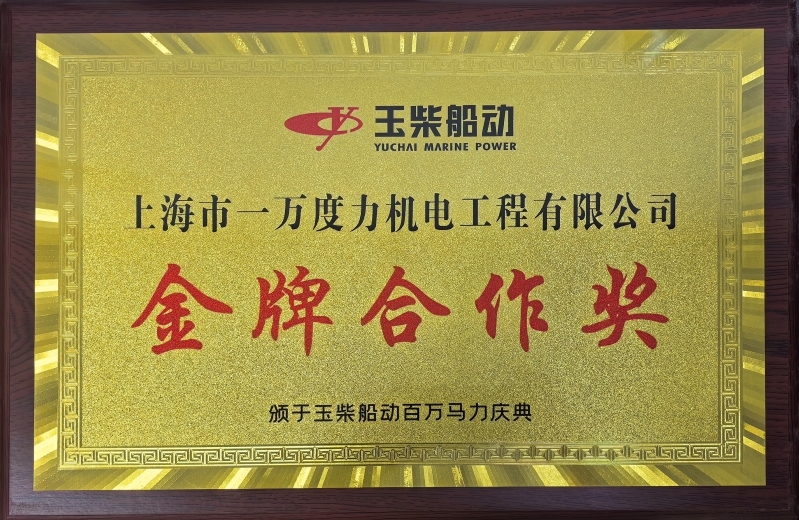 玉柴船动
YUCHAI MARINE POWER
上海市一万度力机电工程有限公司
金牌合作奖
颁于玉柴船动百万马力庆典